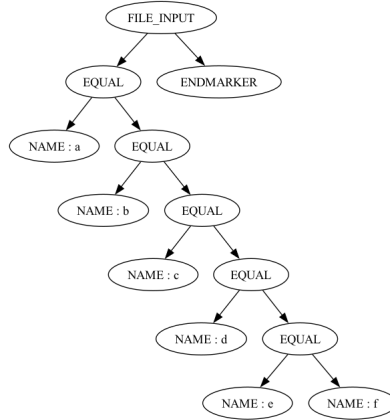 FILE_INPUT
EQUAL
ENDMARKER
NAME : a
EQUAL
NAME : b
EQUAL
NAME : c
EQUAL
NAME : d
EQUAL
NAME : e
NAME : f